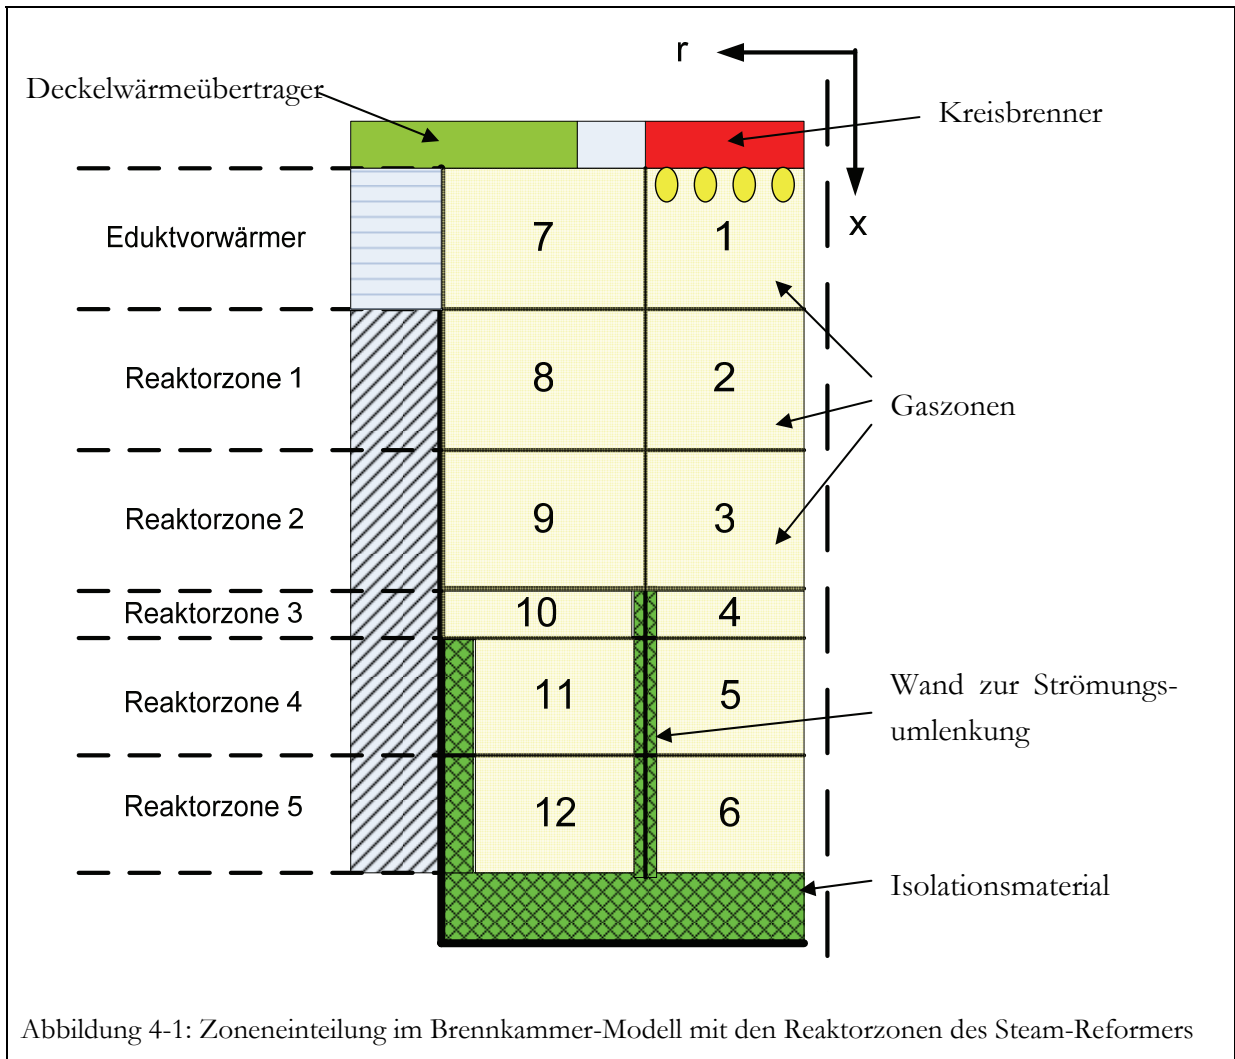 r
Deckelwärmeübertrager
Kreisbrenner
x
Eduktvorwärmer
7
1
Reaktorzone 1
8
2
Gaszonen
Reaktorzone 2
9
3
Reaktorzone 3
10
4
Reaktorzone 4
11
5
Wand zur Strömungs-
umlenkung
Reaktorzone 5
12
6
Isolationsmaterial
Abbildung 4-1: Zoneneinteilung im Brennkammer-Modell mit den Reaktorzonen des Steam-Reformers